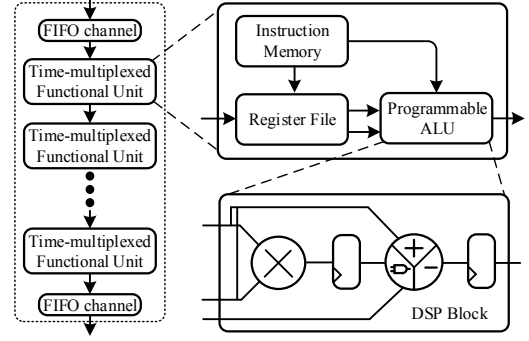 FIFO channel
Time-multiplexed
Functional Unit
Time-multiplexed
Functional Unit
Time-multiplexed
Functional Unit
FIFO channel
Instruction
Memory
Register File
Programmable
ALU
DSP Block